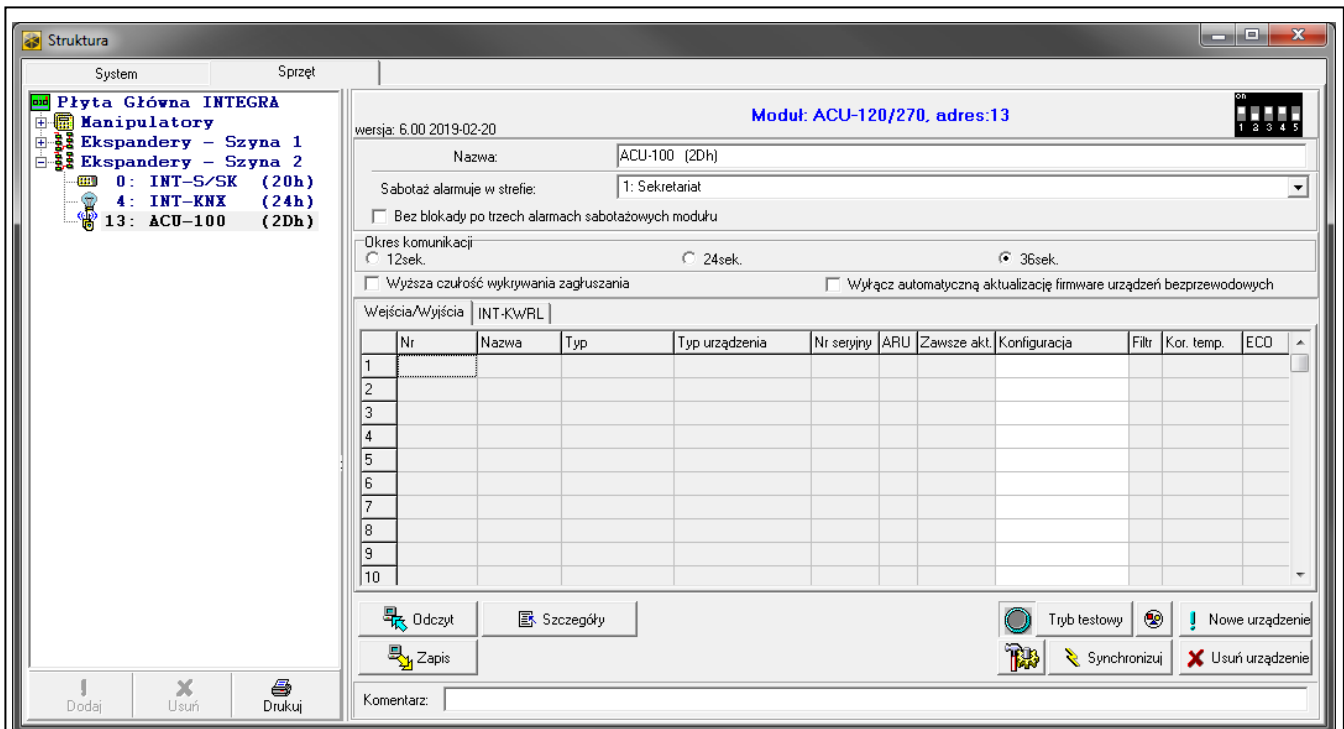 Struktura
System Sprzęt
Płyta Główna INTEGRA
Manipulatory
Ekspandery - Szyna 1
Ekspandery - Szyna 2
0: INT-S/SK (20h)
4: INT-KNX (24h)
13: ACU-100 (2Dh)
Dodaj Usuń Drukuj
wersja: 6.00 2019-02-20
Moduł: ACU-120/270, adres:13
on
1 2 3 4 5
Nazwa: ACU-100 (2Dh)
Sabotaż alarmuje w strefie: 1: Sekretariat
Bez blokady po trzech alarmach sabotażowych modułu
Okres komunikacji
12sek. 24sek. 36sek.
Wyższa czułość wykrywania zagłuszania Wyłącz automatyczną aktualizację firmware urządzeń bezprzewodowych
Wejścia/Wyjścia INT-KWRL
Nr Nazwa Typ Typ urządzenia Nr seryjny ARU Zawsze akt. Konfiguracja Filtr Kor. temp. ECO
1
2
3
4
5
6
7
8
9
10
Odczyt Szczegóły Tryb testowy Nowe urządzenie
Zapis Synchronizuj Usuń urządzenie
Komentarz: